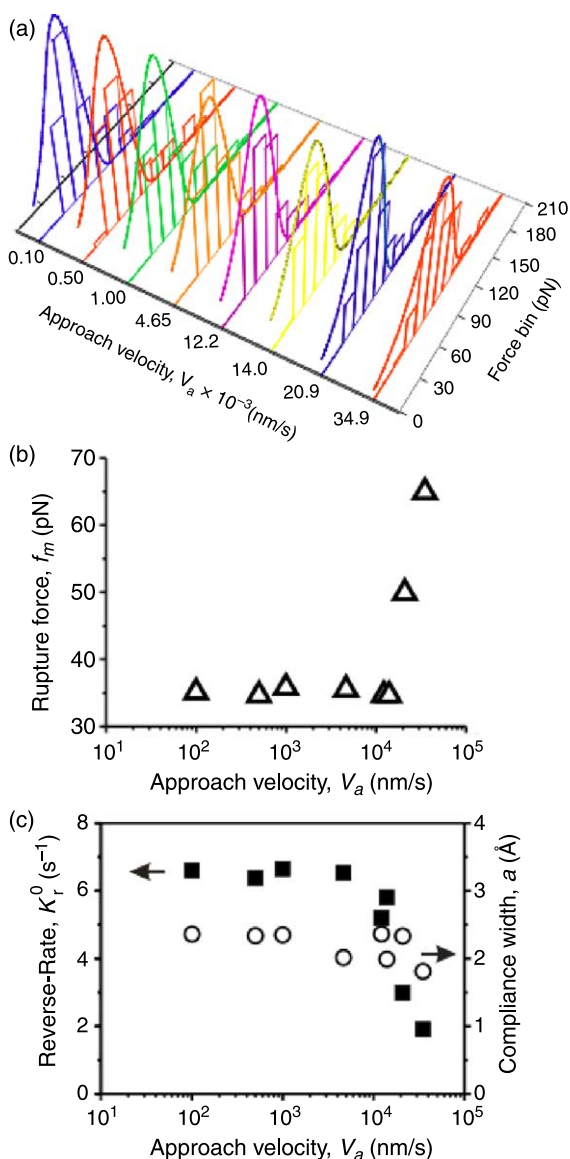 (a)
210
180
150
120
90
60
30
0
Force bin (pN)
0.10
0.50
1.00
4.65
12.2
14.0
20.9
34.9
Approach velocity, Va × 10⁻³(nm/s)
(b)
70
60
50
40
30
Rupture force, fm (pN)
10¹ 10² 10³ 10⁴ 10⁵
Approach velocity, Va (nm/s)
(c)
8
6
4
2
0
Reverse-Rate, Kr⁰ (s⁻¹)
4
3
2
1
0
Compliance width, a (Å)
10¹ 10² 10³ 10⁴ 10⁵
Approach velocity, Va (nm/s)